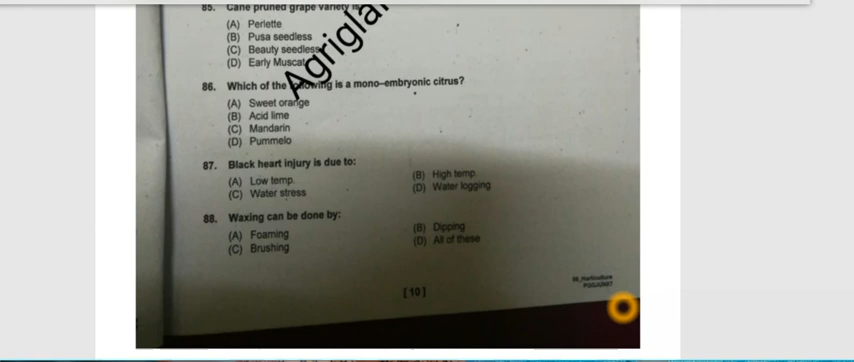 85. Cane pruned grape variety is
(A) Perlette
(B) Pusa seedless
(C) Beauty seedless
(D) Early Muscat
Agrigla
86. Which of the following is a mono-embryonic citrus?
(A) Sweet orange
(B) Acid lime
(C) Mandarin
(D) Pummelo
87. Black heart injury is due to:
(A) Low temp. (B) High temp.
(C) Water stress (D) Water logging
88. Waxing can be done by:
(A) Foaming (B) Dipping
(C) Brushing (D) All of these
[10]